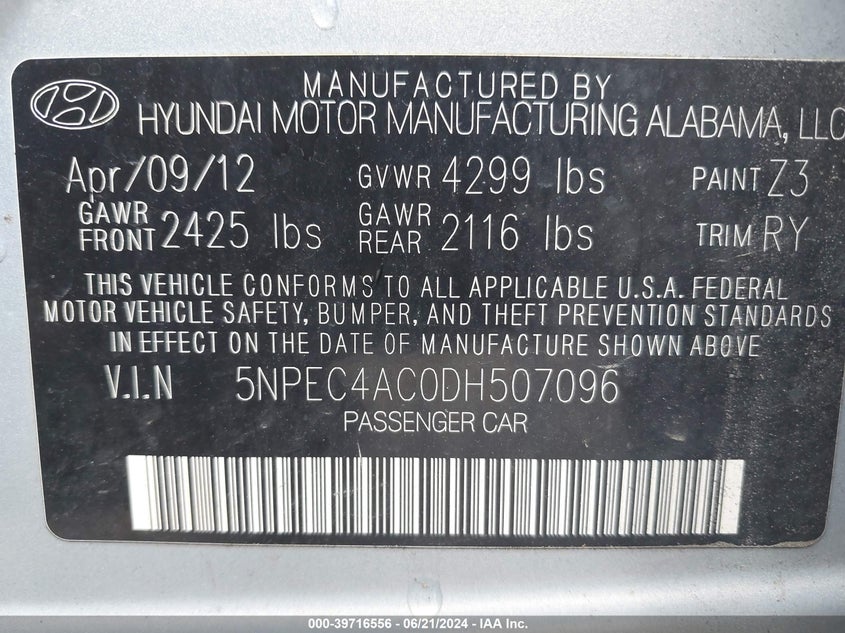 MANUFACTURED BY
HYUNDAI MOTOR MANUFACTURING ALABAMA, LLC
Apr/09/12 GVWR 4299 lbs PAINT Z3
GAWR FRONT 2425 lbs GAWR REAR 2116 lbs TRIM RY
THIS VEHICLE CONFORMS TO ALL APPLICABLE U.S.A. FEDERAL
MOTOR VEHICLE SAFETY, BUMPER, AND THEFT PREVENTION STANDARDS
IN EFFECT ON THE DATE OF MANUFACTURE SHOWN ABOVE
V.I.N 5NPEC4AC0DH507096
PASSENGER CAR
000-39716556 - 06/21/2024 - IAA Inc.